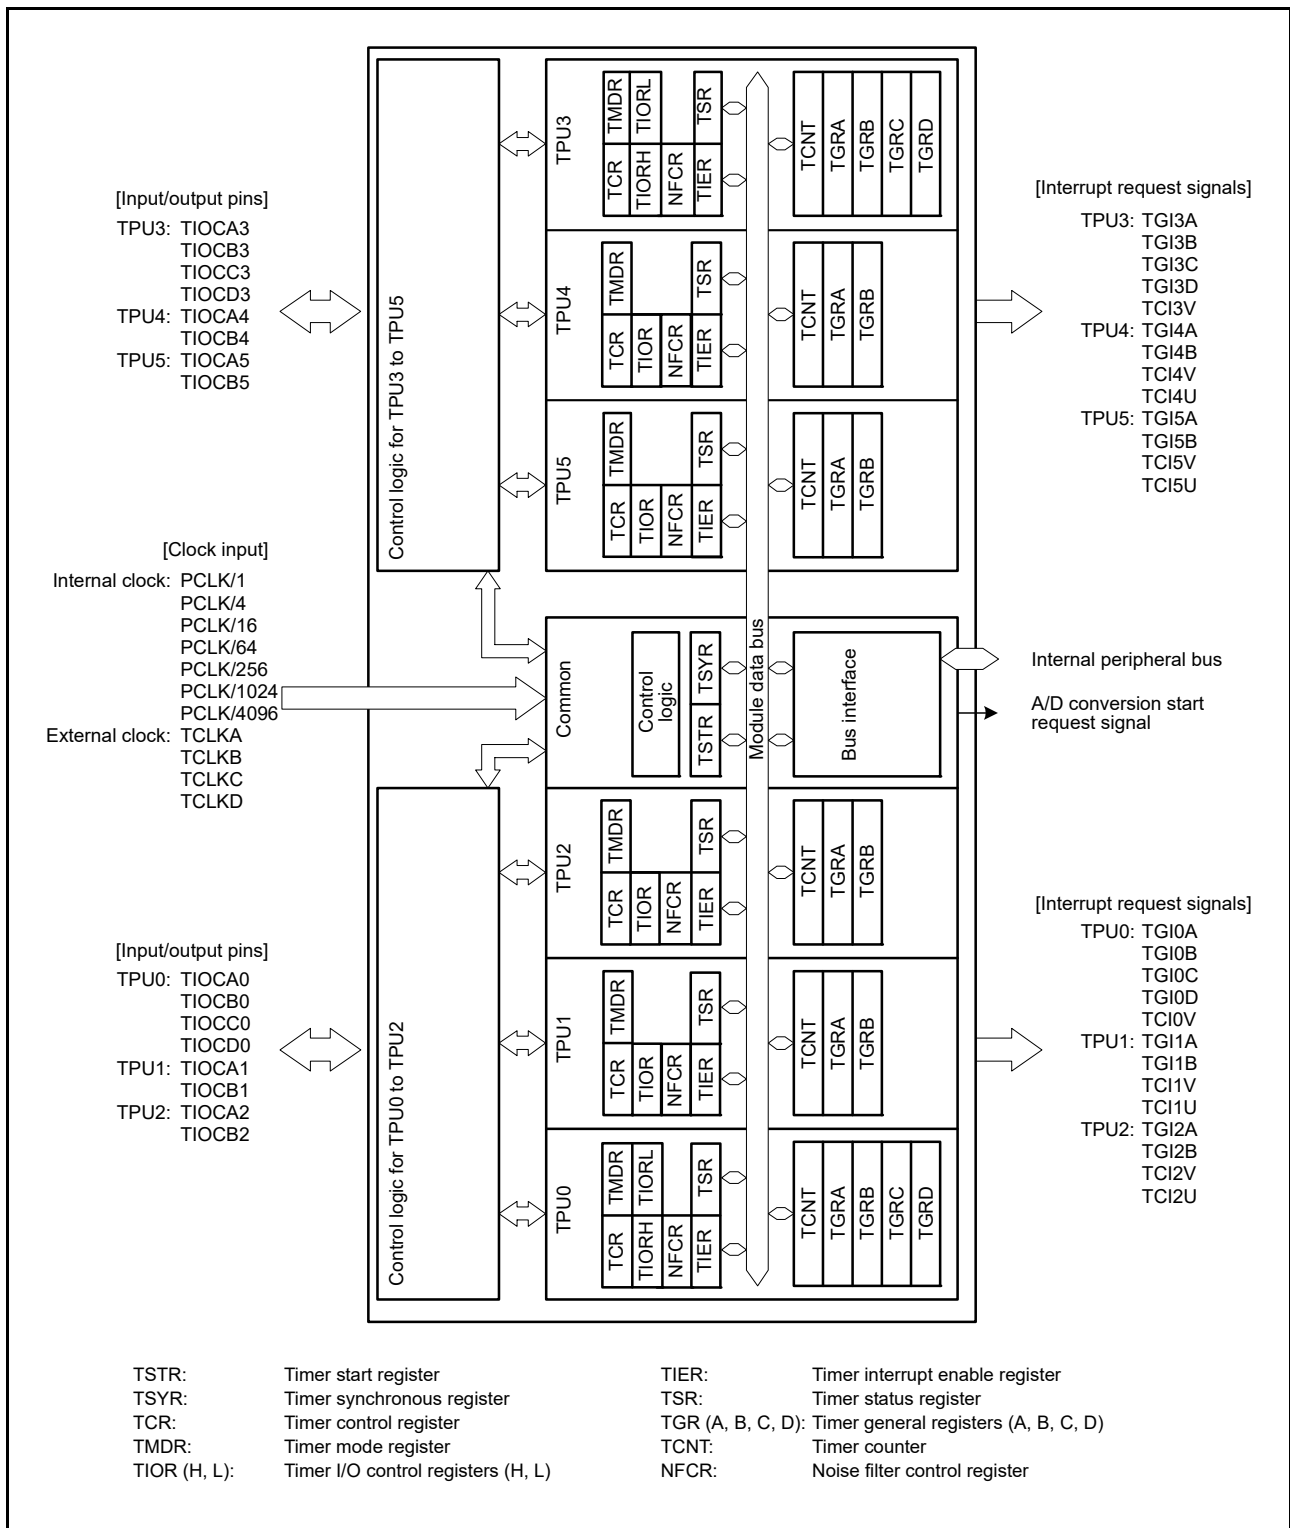 [Input/output pins]
TPU3: TIOCA3
TIOCB3
TIOCC3
TIOCD3
TPU4: TIOCA4
TIOCB4
TPU5: TIOCA5
TIOCB5
[Clock input]
Internal clock: PCLK/1
PCLK/4
PCLK/16
PCLK/64
PCLK/256
PCLK/1024
PCLK/4096
External clock: TCLKA
TCLKB
TCLKC
TCLKD
[Input/output pins]
TPU0: TIOCA0
TIOCB0
TIOCC0
TIOCD0
TPU1: TIOCA1
TIOCB1
TPU2: TIOCA2
TIOCB2
Control logic for TPU3 to TPU5
Control logic for TPU0 to TPU2
TPU3
TMDR
TIORL
TSR
TCR
TIORH
NFCR
TIER
TCNT
TGRA
TGRB
TGRC
TGRD
TPU4
TMDR
TSR
TCR
TIOR
NFCR
TIER
TCNT
TGRA
TGRB
TPU5
TMDR
TSR
TCR
TIOR
NFCR
TIER
TCNT
TGRA
TGRB
Common
Control
logic
TSYR
TSTR
Module data bus
Bus interface
TPU2
TMDR
TSR
TCR
TIOR
NFCR
TIER
TCNT
TGRA
TGRB
TPU1
TMDR
TSR
TCR
TIOR
NFCR
TIER
TCNT
TGRA
TGRB
TPU0
TMDR
TIORL
TSR
TCR
TIORH
NFCR
TIER
TCNT
TGRA
TGRB
TGRC
TGRD
[Interrupt request signals]
TPU3: TGI3A
TGI3B
TGI3C
TGI3D
TCI3V
TPU4: TGI4A
TGI4B
TCI4V
TCI4U
TPU5: TGI5A
TGI5B
TCI5V
TCI5U
Internal peripheral bus
A/D conversion start
request signal
[Interrupt request signals]
TPU0: TGI0A
TGI0B
TGI0C
TGI0D
TCI0V
TPU1: TGI1A
TGI1B
TCI1V
TCI1U
TPU2: TGI2A
TGI2B
TCI2V
TCI2U
TSTR: Timer start register
TSYR: Timer synchronous register
TCR: Timer control register
TMDR: Timer mode register
TIOR (H, L): Timer I/O control registers (H, L)
TIER: Timer interrupt enable register
TSR: Timer status register
TGR (A, B, C, D): Timer general registers (A, B, C, D)
TCNT: Timer counter
NFCR: Noise filter control register